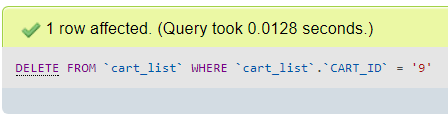 1 row affected. (Query took 0.0128 seconds.)
DELETE FROM `cart_list` WHERE `cart_list`.`CART_ID` = '9'